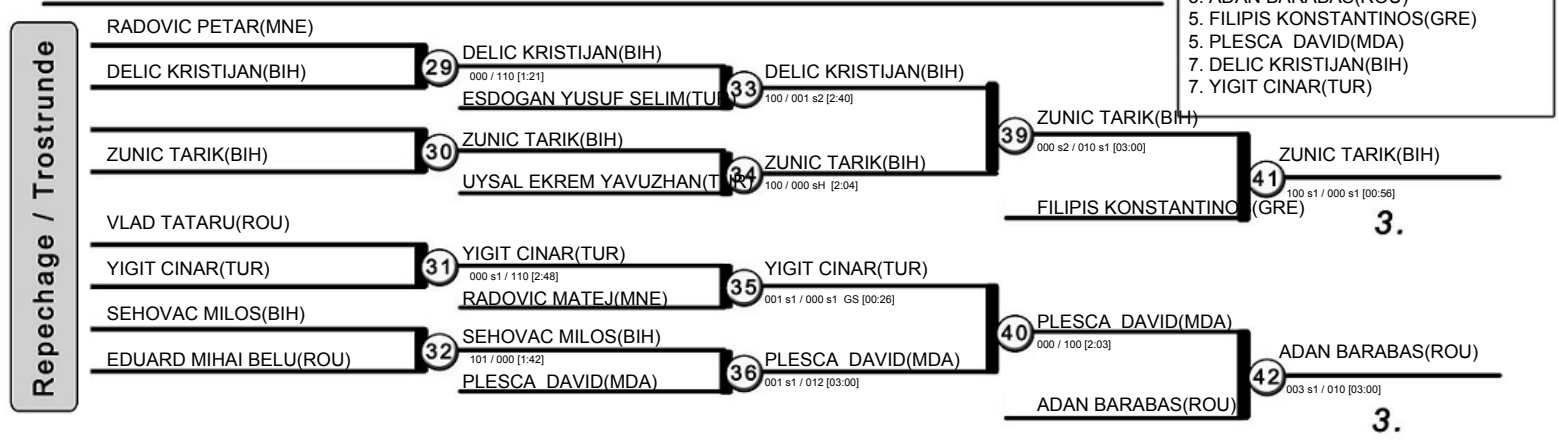 5. ADAN BARABAS(ROU)
5. FILIPIS KONSTANTINOS(GRE)
5. PLESCA DAVID(MDA)
7. DELIC KRISTIJAN(BIH)
7. YIGIT CINAR(TUR)
Repechage / Trostrunde
RADOVIC PETAR(MNE)
DELIC KRISTIJAN(BIH)
29
DELIC KRISTIJAN(BIH)
000 / 110 [1:21]
ESDOGAN YUSUF SELIM(TUR)
33
DELIC KRISTIJAN(BIH)
100 / 001 s2 [2:40]
ZUNIC TARIK(BIH)
30
ZUNIC TARIK(BIH)
UYSAL EKREM YAVUZHAN(TUR)
34
ZUNIC TARIK(BIH)
100 / 000 sH [2:04]
39
ZUNIC TARIK(BIH)
000 s2 / 010 s1 [03:00]
FILIPIS KONSTANTINOS(GRE)
41
ZUNIC TARIK(BIH)
100 s1 / 000 s1 [00:56]
3.
VLAD TATARU(ROU)
YIGIT CINAR(TUR)
31
YIGIT CINAR(TUR)
000 s1 / 110 [2:48]
RADOVIC MATEJ(MNE)
35
YIGIT CINAR(TUR)
001 s1 / 000 s1 GS [00:26]
SEHOVAC MILOS(BIH)
EDUARD MIHAI BELU(ROU)
32
SEHOVAC MILOS(BIH)
101 / 000 [1:42]
PLESCA DAVID(MDA)
36
PLESCA DAVID(MDA)
001 s1 / 012 [03:00]
40
PLESCA DAVID(MDA)
000 / 100 [2:03]
ADAN BARABAS(ROU)
42
ADAN BARABAS(ROU)
003 s1 / 010 [03:00]
3.